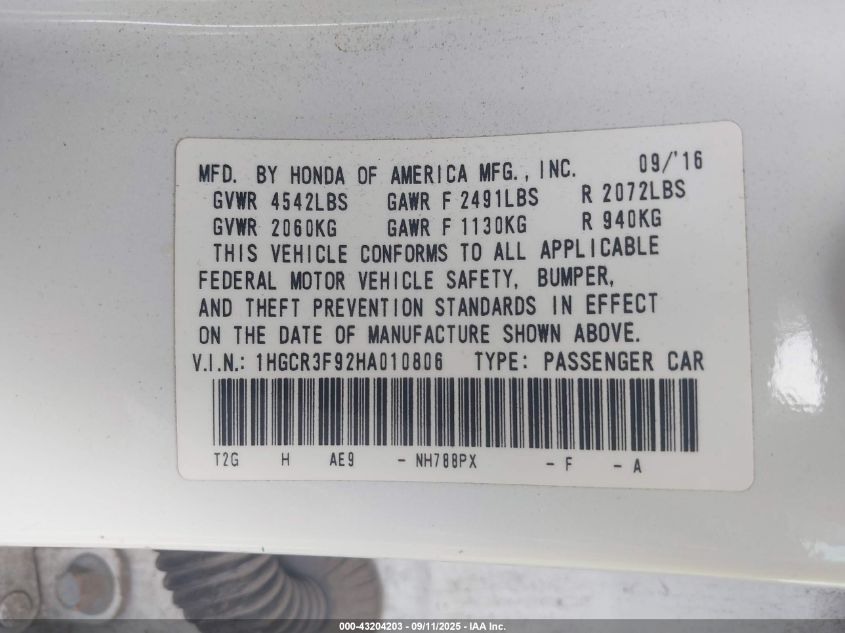 MFD. BY HONDA OF AMERICA MFG., INC. 09/'16
GVWR 4542LBS GAWR F 2491LBS R 2072LBS
GVWR 2060KG GAWR F 1130KG R 940KG
THIS VEHICLE CONFORMS TO ALL APPLICABLE
FEDERAL MOTOR VEHICLE SAFETY, BUMPER,
AND THEFT PREVENTION STANDARDS IN EFFECT
ON THE DATE OF MANUFACTURE SHOWN ABOVE.
V.I.N.: 1HGCR3F92HA010806 TYPE: PASSENGER CAR
T2G H AE9 - NH788PX - F - A
000-43204203 - 09/11/2025 - IAA Inc.